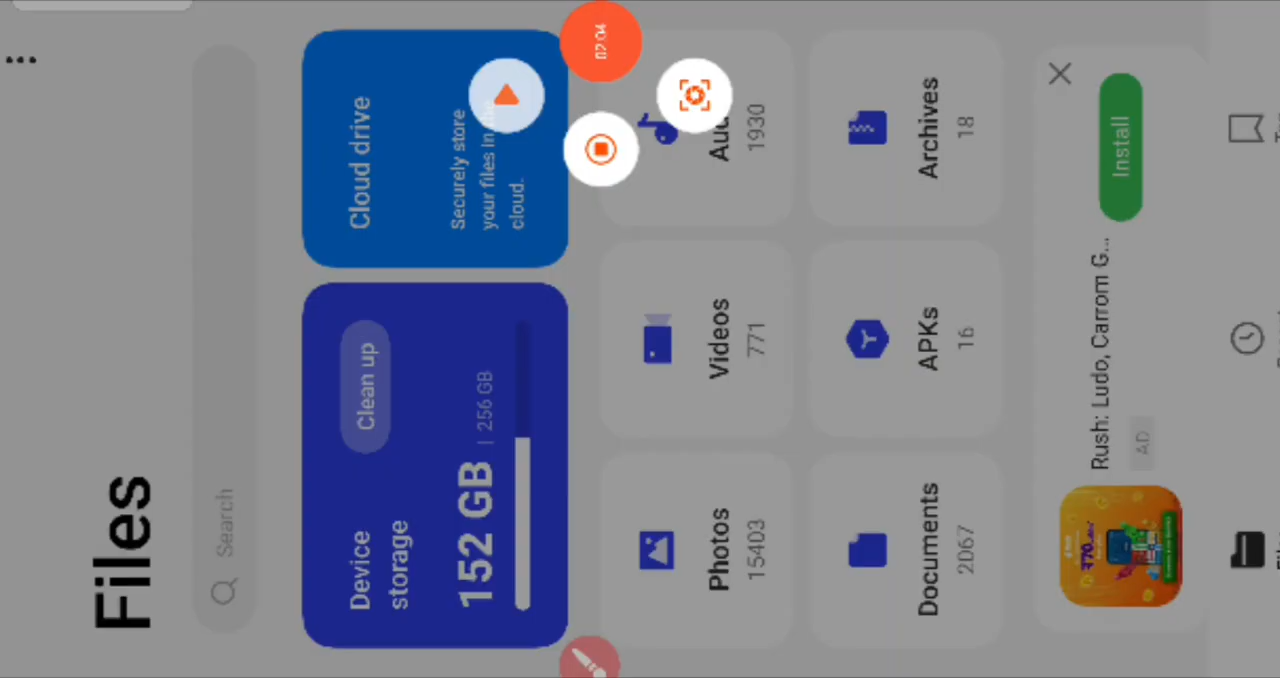 Files
Search
Device
storage
Clean up
152 GB
| 256 GB
Cloud drive
Securely store
your files in
cloud.
02:04
Photos
15403
Videos
771
1930
Documents
2067
APKs
16
Archives
18
Rush: Ludo, Carrom G...
AD
Install